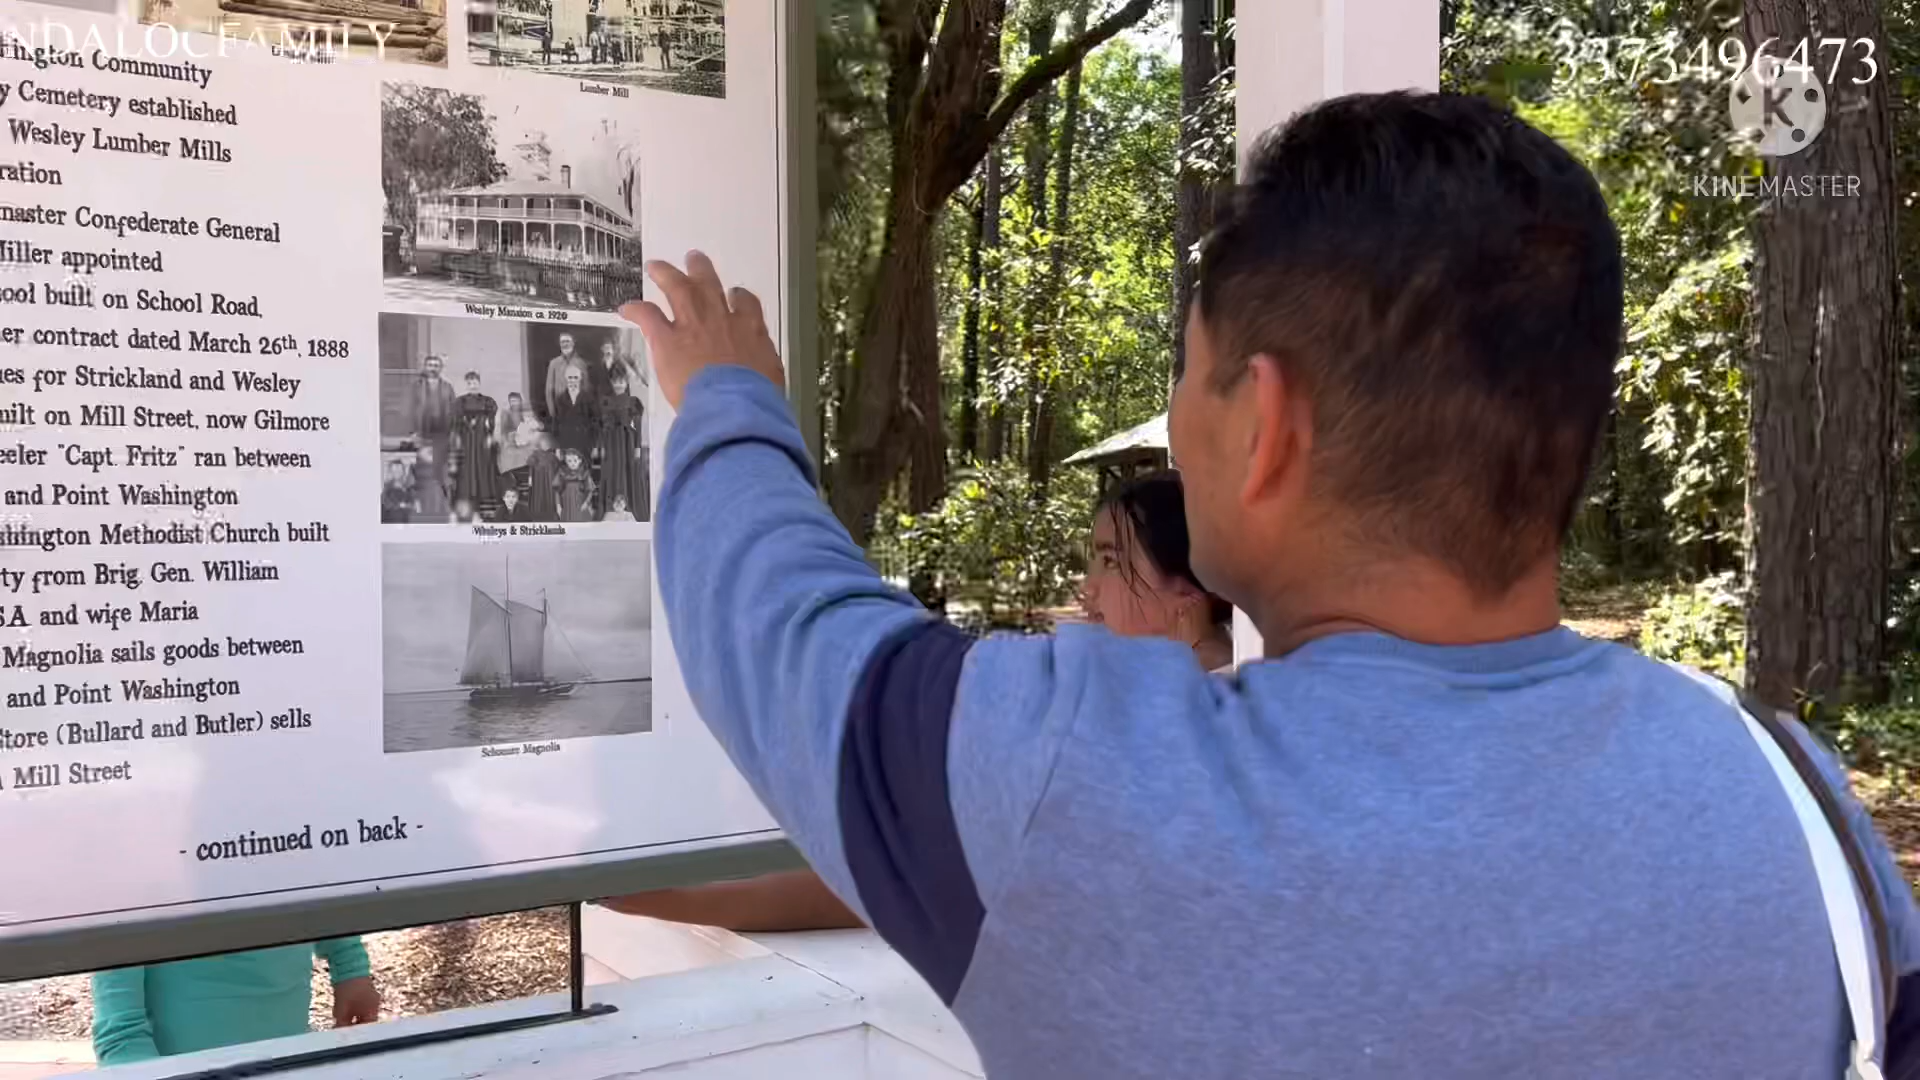 NDALOCFAMILY
3373496473
KINEMASTER
ington Community
y Cemetery established
Wesley Lumber Mills
ration
master Confederate General
Miller appointed
ool built on School Road,
er contract dated March 26th, 1888
es for Strickland and Wesley
uilt on Mill Street, now Gilmore
eeler "Capt. Fritz" ran between
and Point Washington
shington Methodist Church built
ty from Brig. Gen. William
SA and wife Maria
Magnolia sails goods between
and Point Washington
Store (Bullard and Butler) sells
Mill Street
- continued on back -
Lumber Mill
Wesley Mansion ca. 1920
Wesleys & Stricklands
Schooner Magnolia